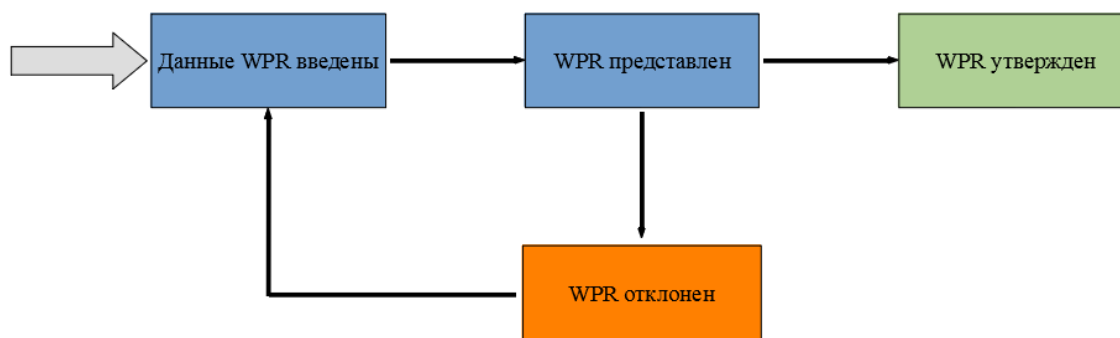 Данные WPR введены
WPR представлен
WPR утвержден
WPR отклонен